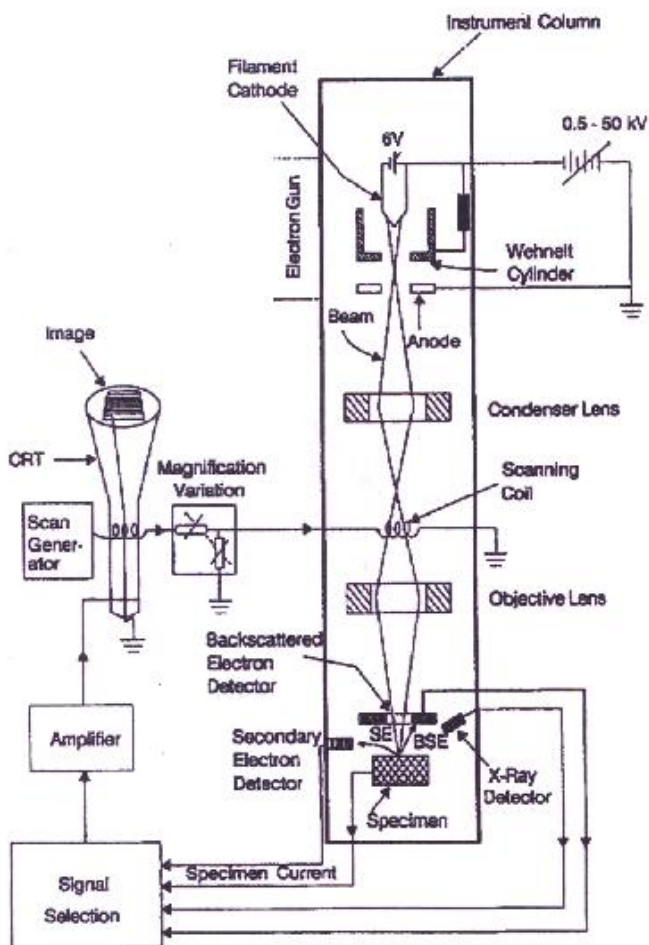 Instrument Column
Filament
Cathode
6V
0.5 - 50 kV
Electron Gun
Wehnelt
Cylinder
Beam
Anode
Image
Condenser Lens
CRT
Magnification
Variation
Scanning
Coil
Scan
Gener-
ator
Objective Lens
Backscattered
Electron
Detector
SE
BSE
Amplifier
Secondary
Electron
Detector
X-Ray
Detector
Specimen
Specimen Current
Signal
Selection